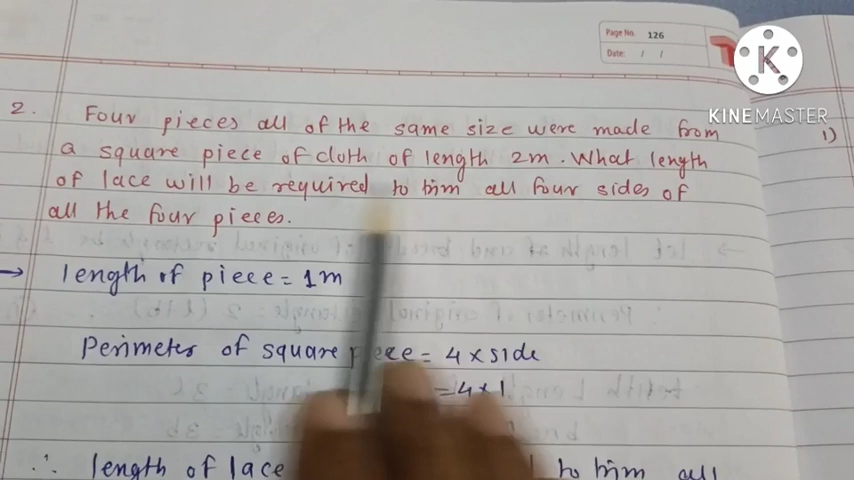 Page No. 126
Date: / /
K
KINEMASTER
2. Four pieces all of the same size were made from
a square piece of cloth of length 2m. What length
of lace will be required to trim all four sides of
all the four pieces.
→ length of piece = 1m
Perimeter of square piece = 4 × side
= 4 × 1
∴ length of lace to trim all
1)